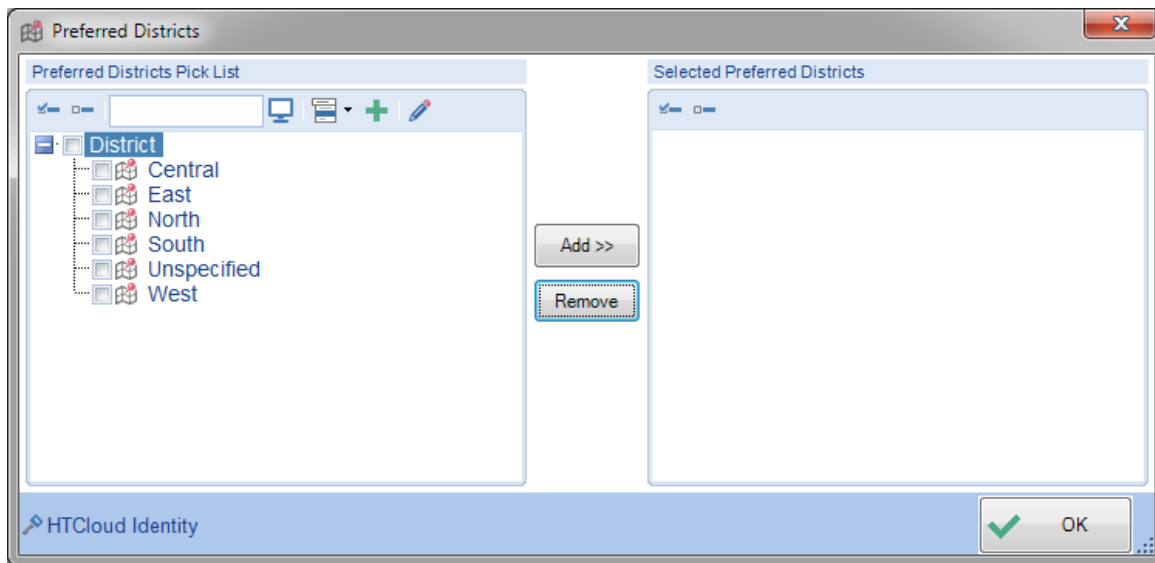 Preferred Districts
Preferred Districts Pick List
Selected Preferred Districts
District
Central
East
North
South
Unspecified
West
Add >>
Remove
HTCloud Identity
OK